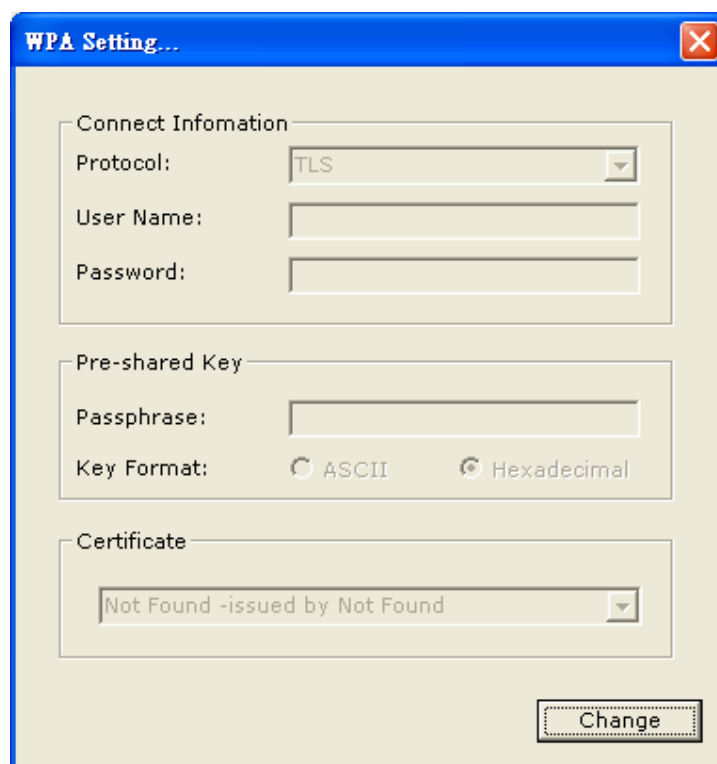 WPA Setting...
Connect Infomation
Protocol: TLS
User Name:
Password:
Pre-shared Key
Passphrase:
Key Format: ASCII Hexadecimal
Certificate
Not Found -issued by Not Found
Change